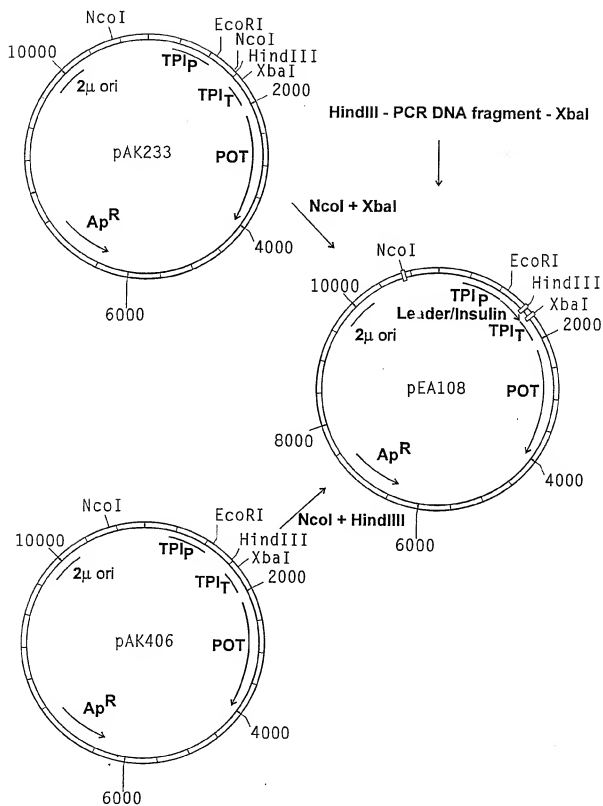 NcoI
EcoRI
NcoI
HindIII
XbaI
10000
TPIP
2µ ori
TPIT
2000
pAK233
POT
ApR
4000
6000
HindIII - PCR DNA fragment - XbaI
NcoI + XbaI
NcoI
EcoRI
HindIII
XbaI
10000
TPIP
Leader/Insulin
2µ ori
TPIT
2000
pEA108
POT
8000
ApR
4000
6000
NcoI + HindIIII
NcoI
EcoRI
HindIII
XbaI
10000
TPIP
2µ ori
TPIT
2000
pAK406
POT
ApR
4000
6000